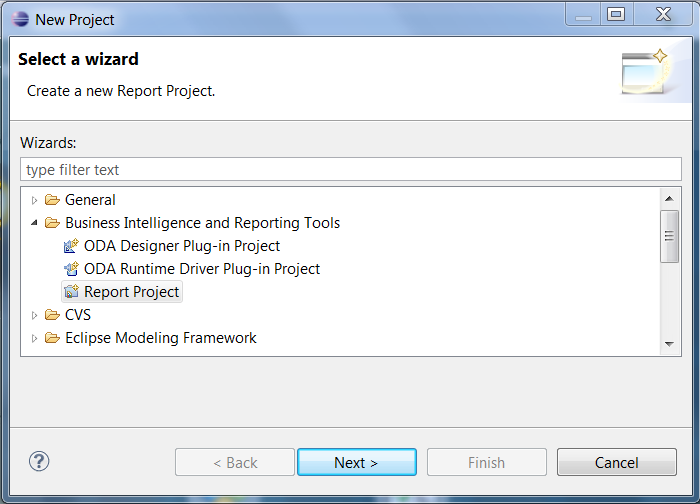 New Project
Select a wizard
Create a new Report Project.
Wizards:
type filter text
General
Business Intelligence and Reporting Tools
ODA Designer Plug-in Project
ODA Runtime Driver Plug-in Project
Report Project
CVS
Eclipse Modeling Framework
?
< Back
Next >
Finish
Cancel